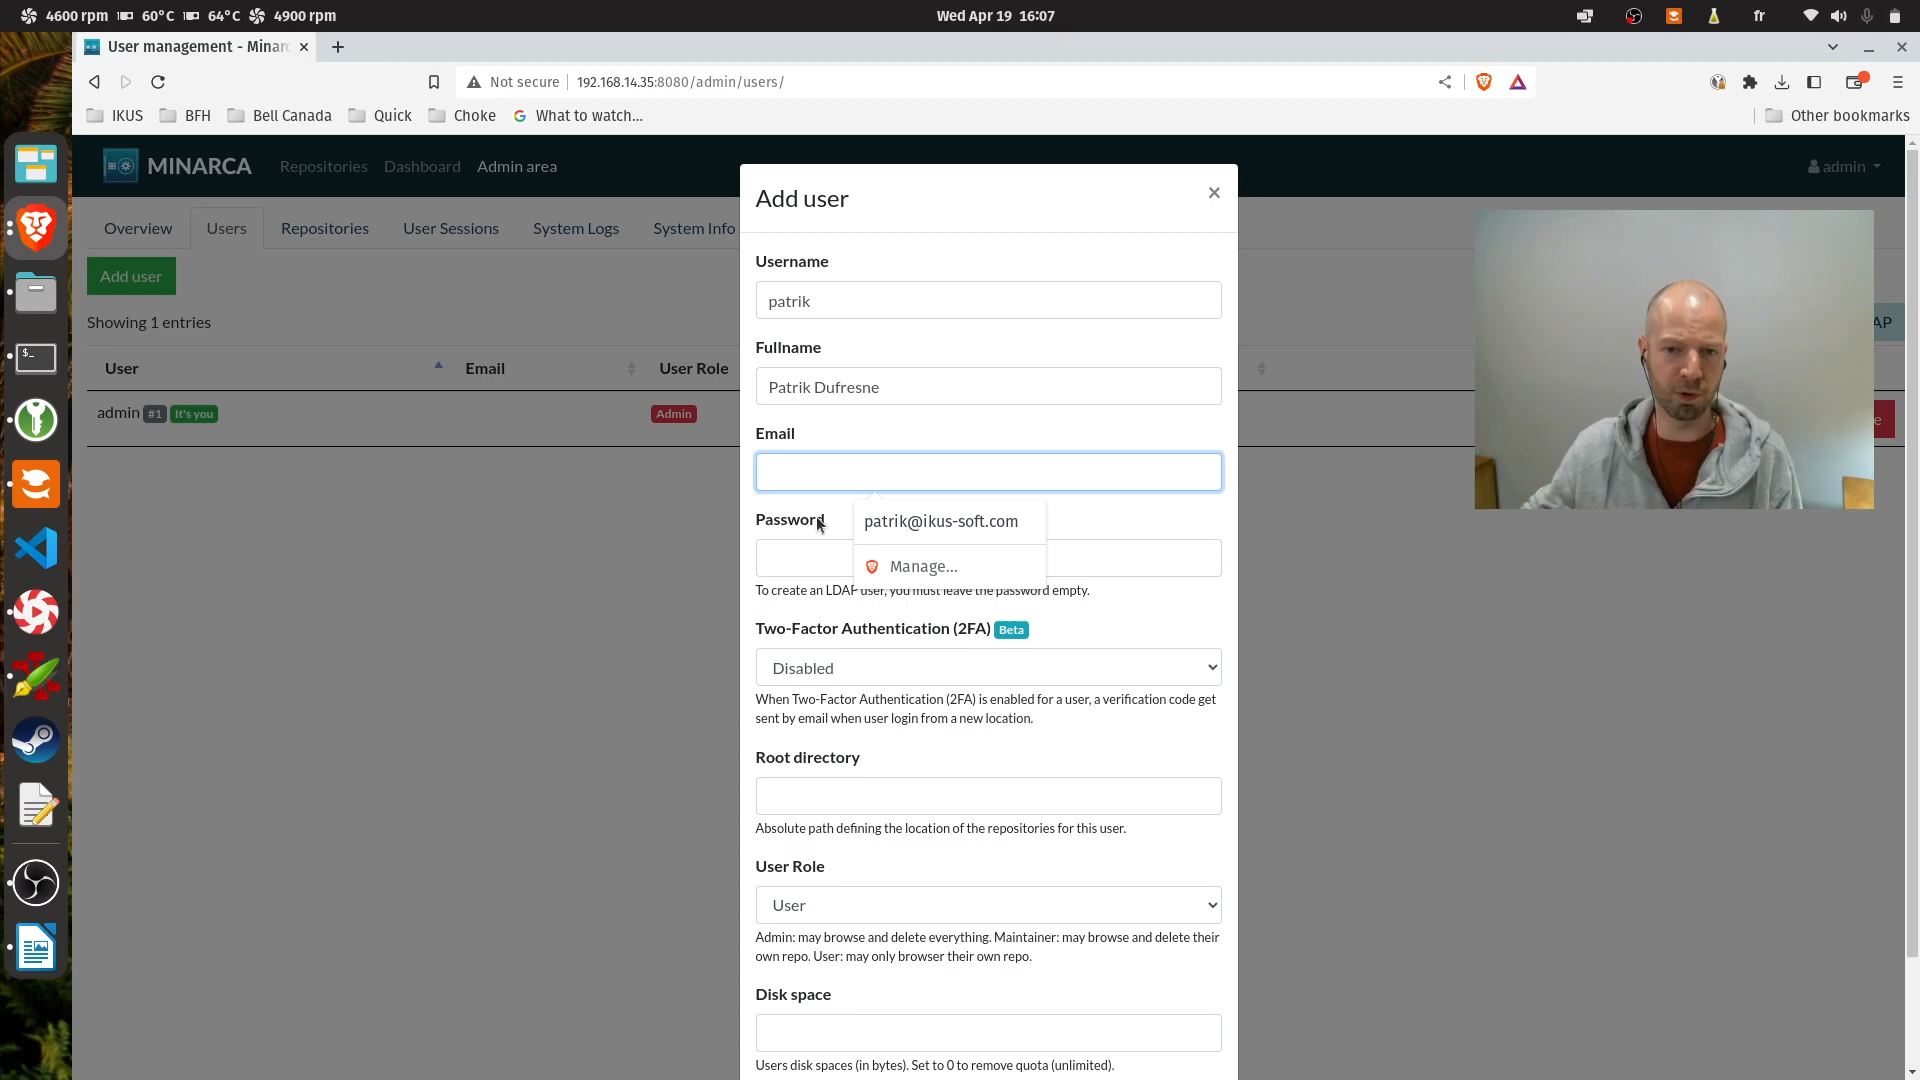 4600 rpm 60°C 64°C 4900 rpm Wed Apr 19 16:07 fr
User management - Minarc
Not secure 192.168.14.35:8080/admin/users/
IKUS BFH Bell Canada Quick Choke What to watch... Other bookmarks
MINARCA Repositories Dashboard Admin area admin
Overview Users Repositories User Sessions System Logs System Info
Add user
Showing 1 entries
AP
User Email User Role
admin #1 It's you Admin
e
Add user
×
Username
patrik
Fullname
Patrik Dufresne
Email
Password
patrik@ikus-soft.com
Manage...
To create an LDAP user, you must leave the password empty.
Two-Factor Authentication (2FA) Beta
Disabled
When Two-Factor Authentication (2FA) is enabled for a user, a verification code get
sent by email when user login from a new location.
Root directory
Absolute path defining the location of the repositories for this user.
User Role
User
Admin: may browse and delete everything. Maintainer: may browse and delete their
own repo. User: may only browser their own repo.
Disk space
Users disk spaces (in bytes). Set to 0 to remove quota (unlimited).